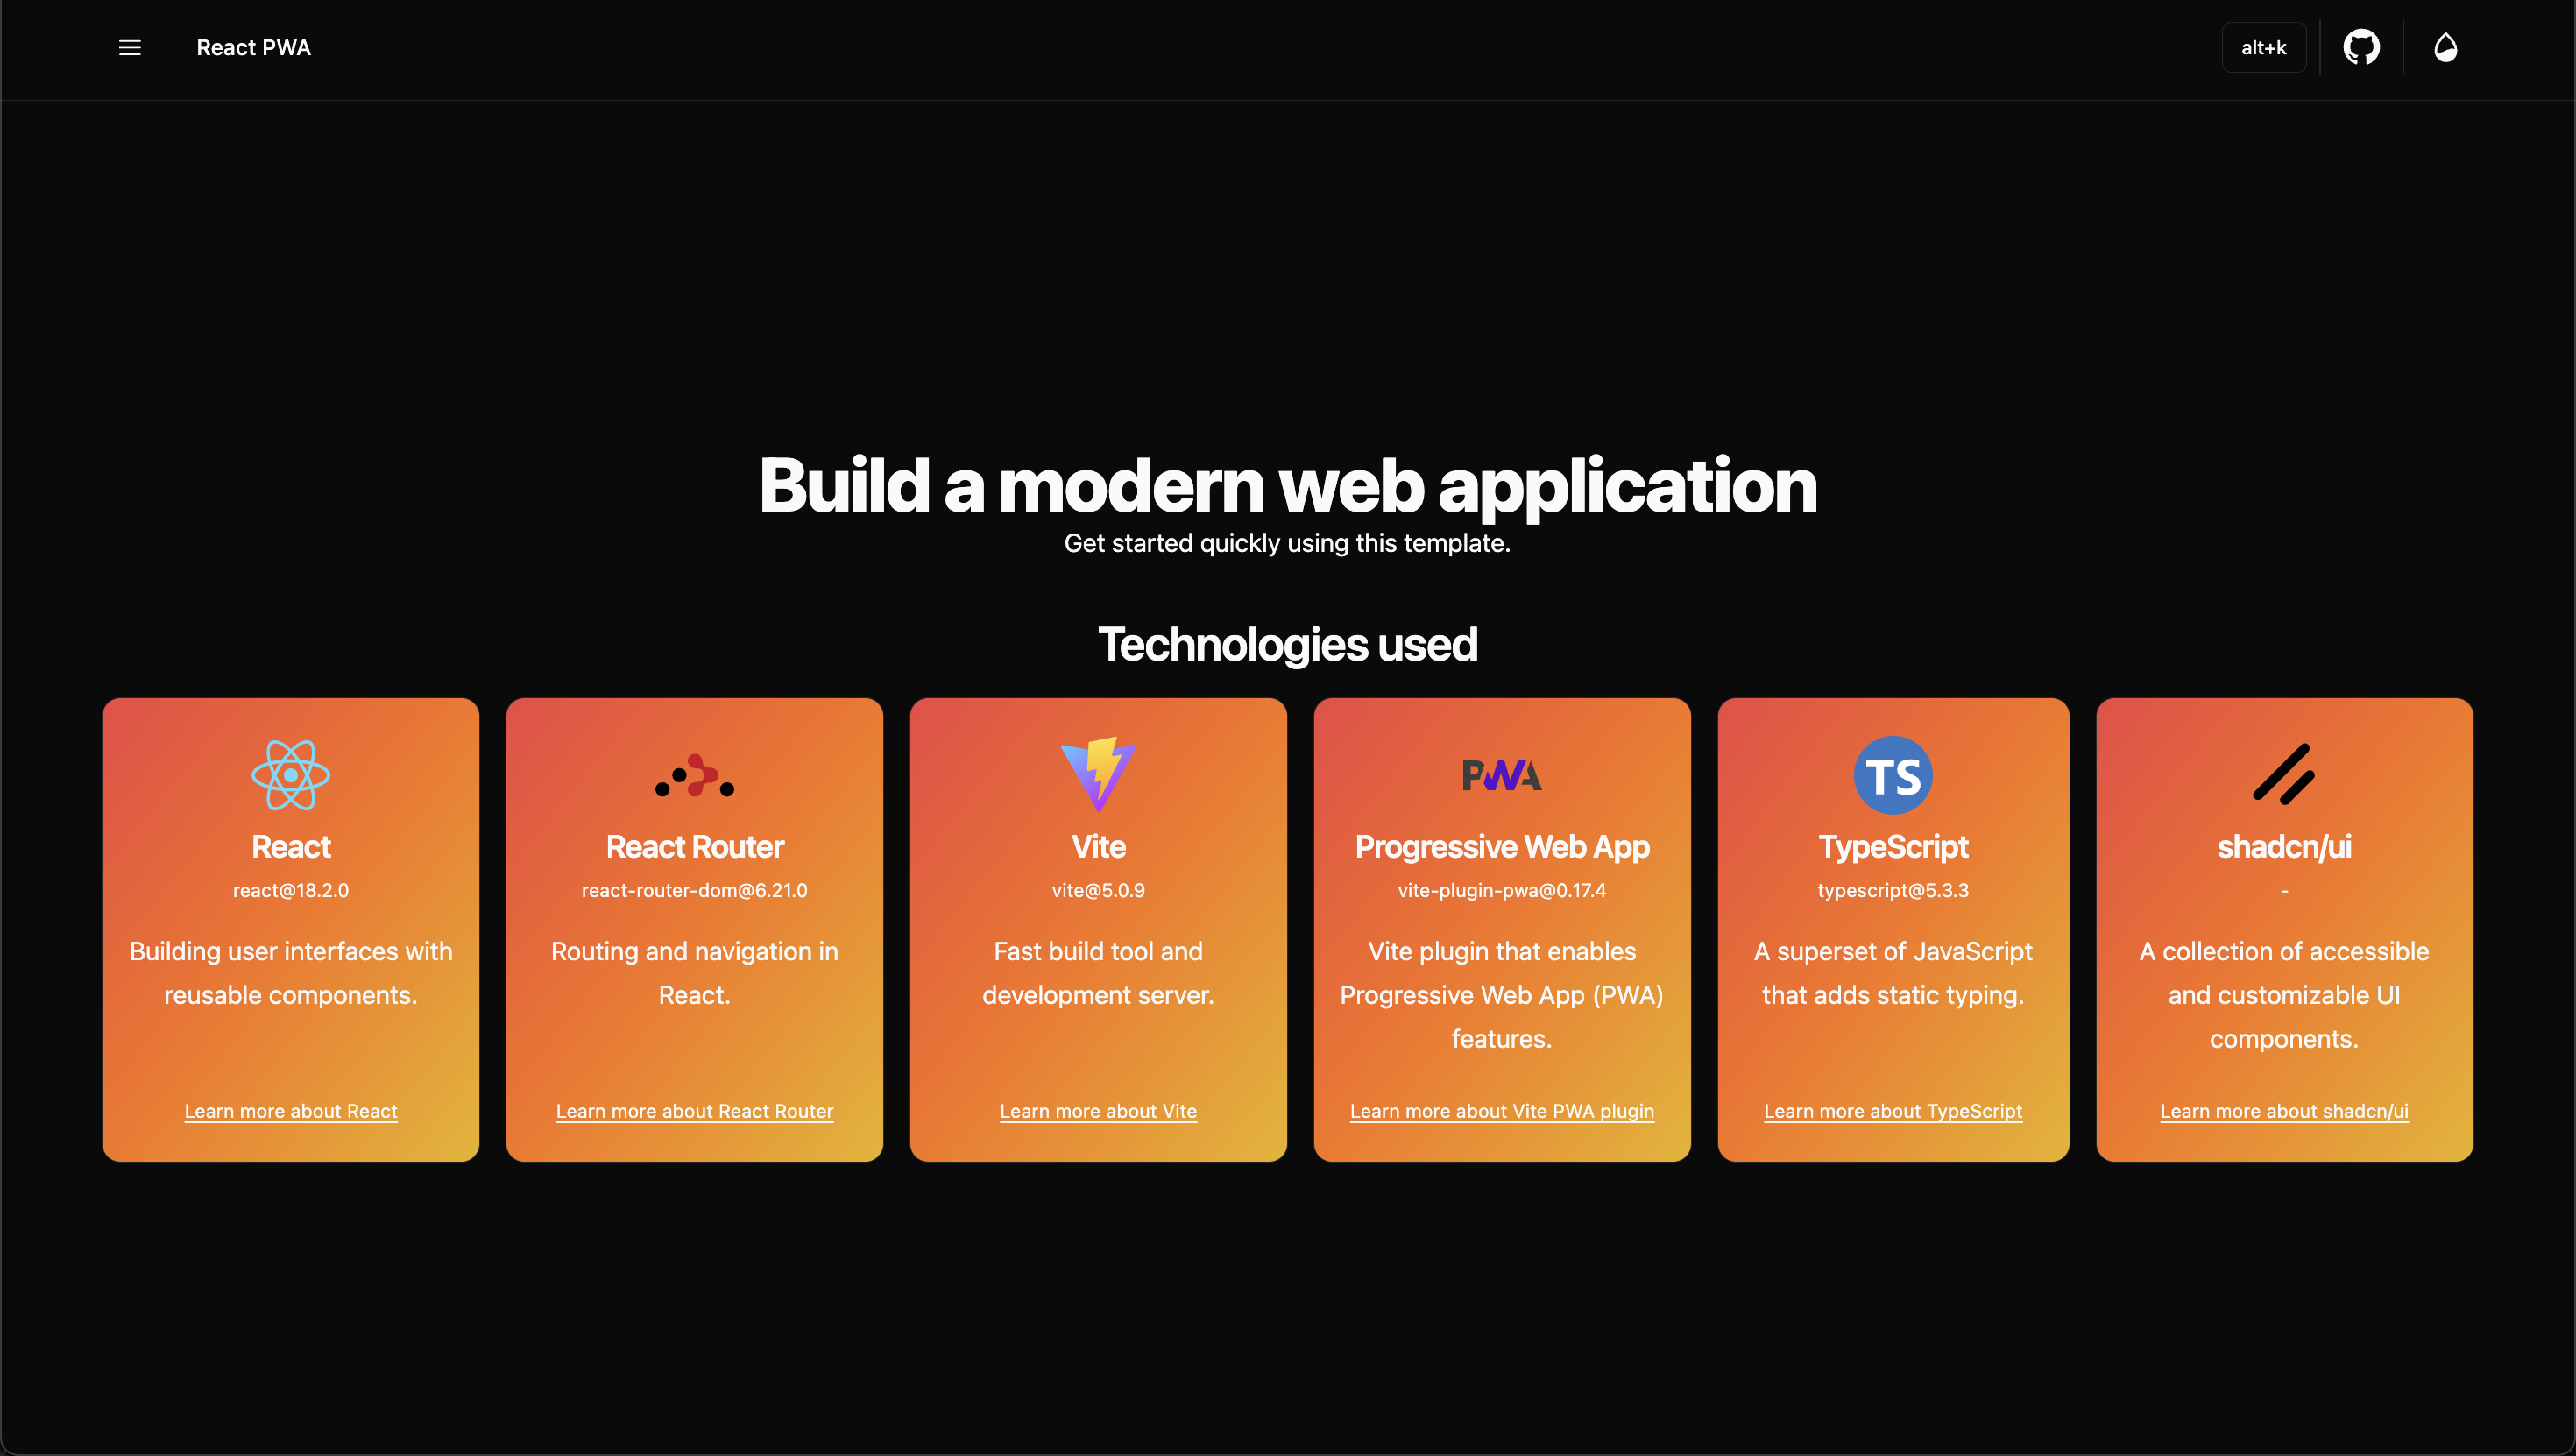 React PWA
alt+k
Build a modern web application
Get started quickly using this template.
Technologies used
React
react@18.2.0
Building user interfaces with
reusable components.
Learn more about React
React Router
react-router-dom@6.21.0
Routing and navigation in
React.
Learn more about React Router
Vite
vite@5.0.9
Fast build tool and
development server.
Learn more about Vite
PWA
Progressive Web App
vite-plugin-pwa@0.17.4
Vite plugin that enables
Progressive Web App (PWA)
features.
Learn more about Vite PWA plugin
TS
TypeScript
typescript@5.3.3
A superset of JavaScript
that adds static typing.
Learn more about TypeScript
shadcn/ui
-
A collection of accessible
and customizable UI
components.
Learn more about shadcn/ui